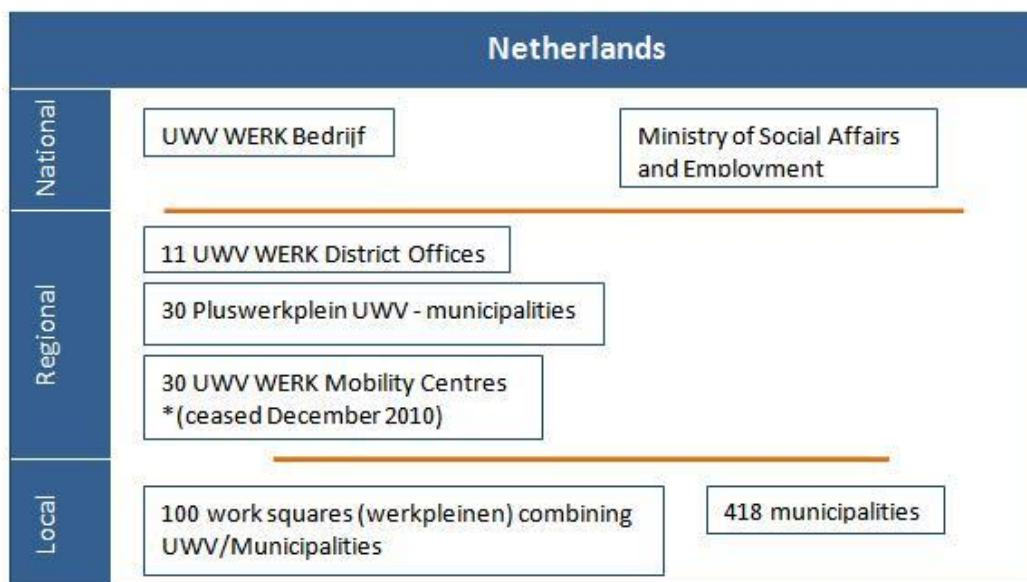 Netherlands
National
UWV WERK Bedrijf
Ministry of Social Affairs
and Employment
Regional
11 UWV WERK District Offices
30 Pluswerkplein UWV - municipalities
30 UWV WERK Mobility Centres
*(ceased December 2010)
Local
100 work squares (werkpleinen) combining
UWV/Municipalities
418 municipalities